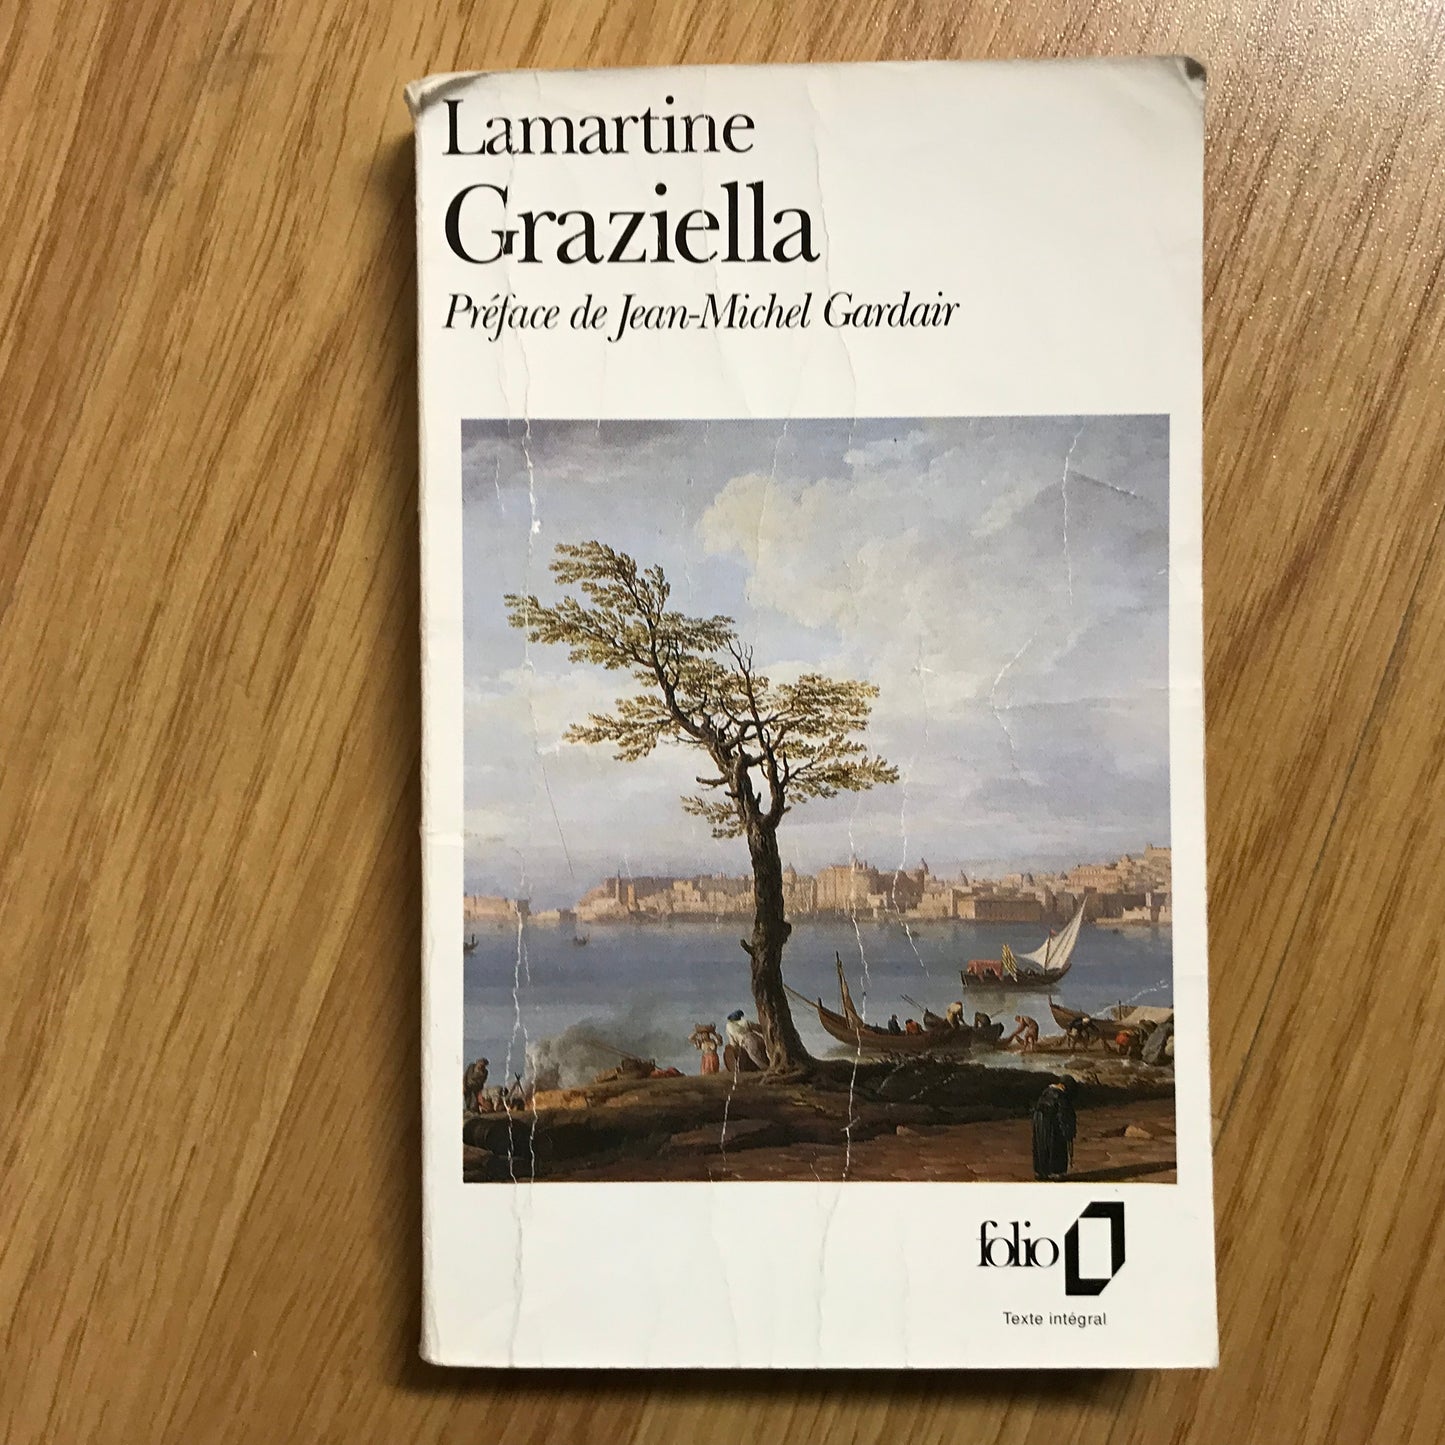 Lamartine
Graziella
Préface de Jean-Michel Gardair
folio
Texte intégral